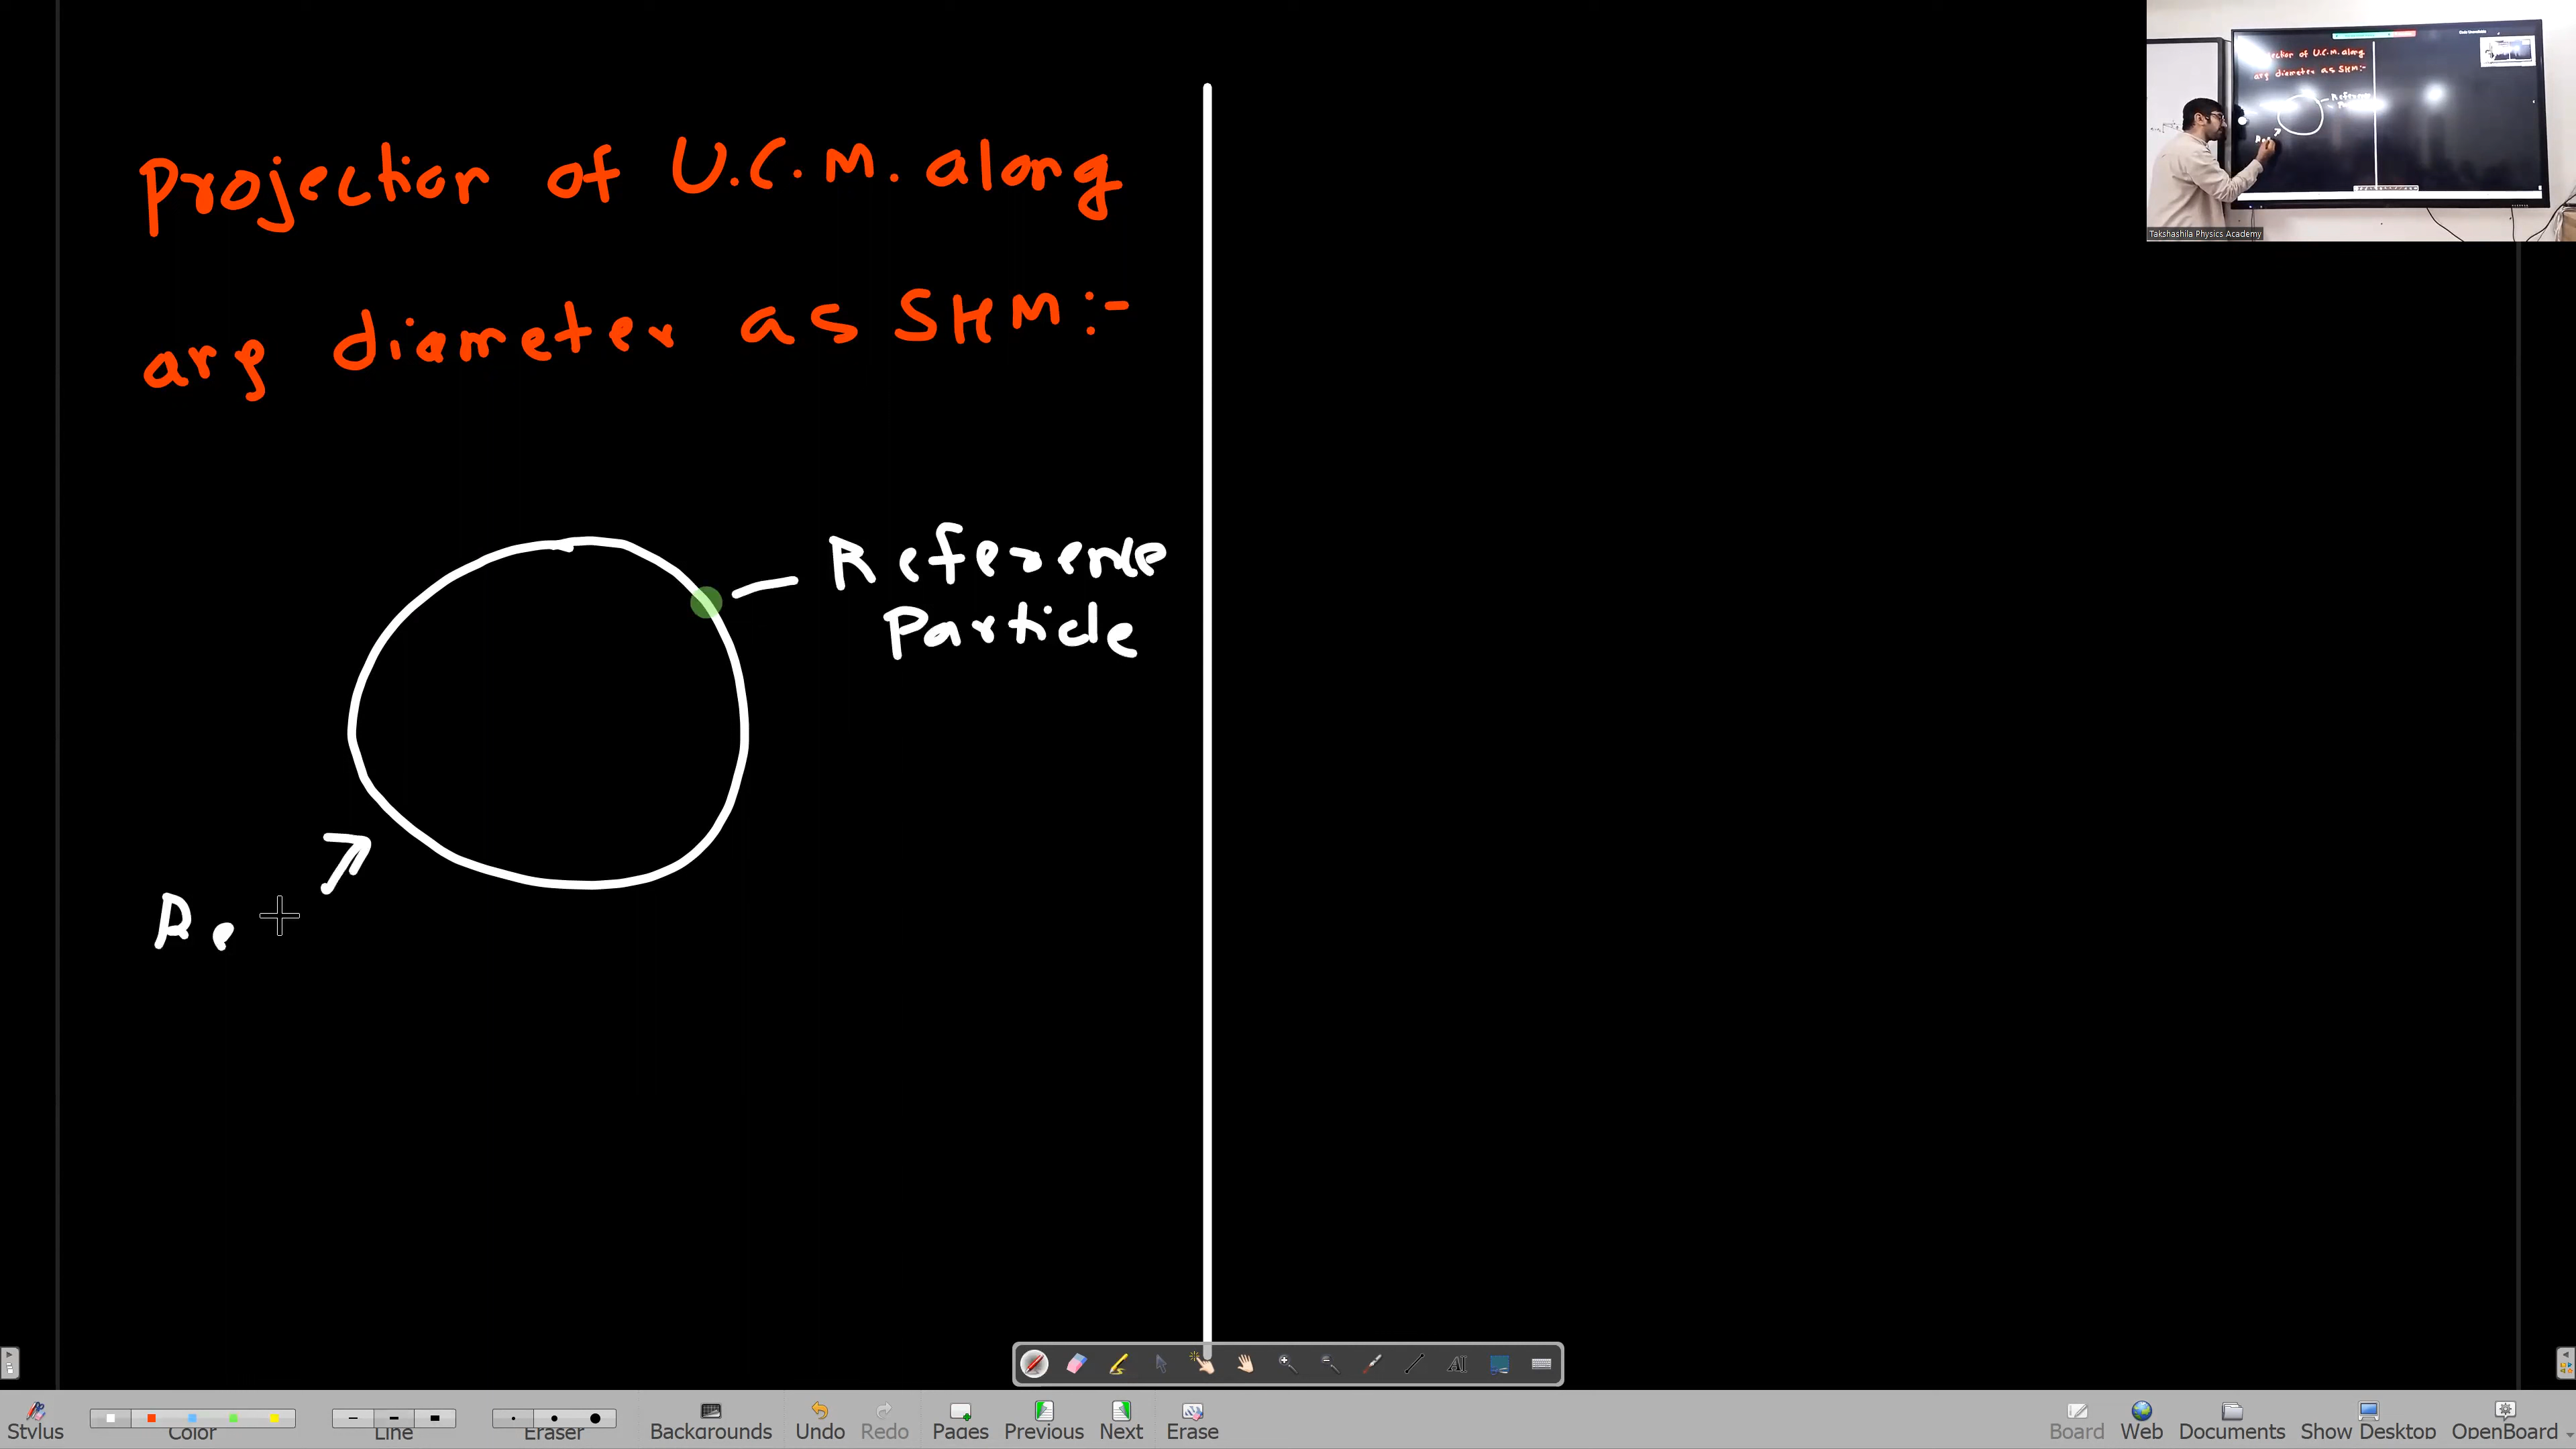 Projection of U.C.M. along
any diameter as SHM:-
Reference
Particle
Re
Takshashila Physics Academy
Stylus
Color
Line
Eraser
Backgrounds
Undo
Redo
Pages
Previous
Next
Erase
Board
Web
Documents
Show Desktop
OpenBoard